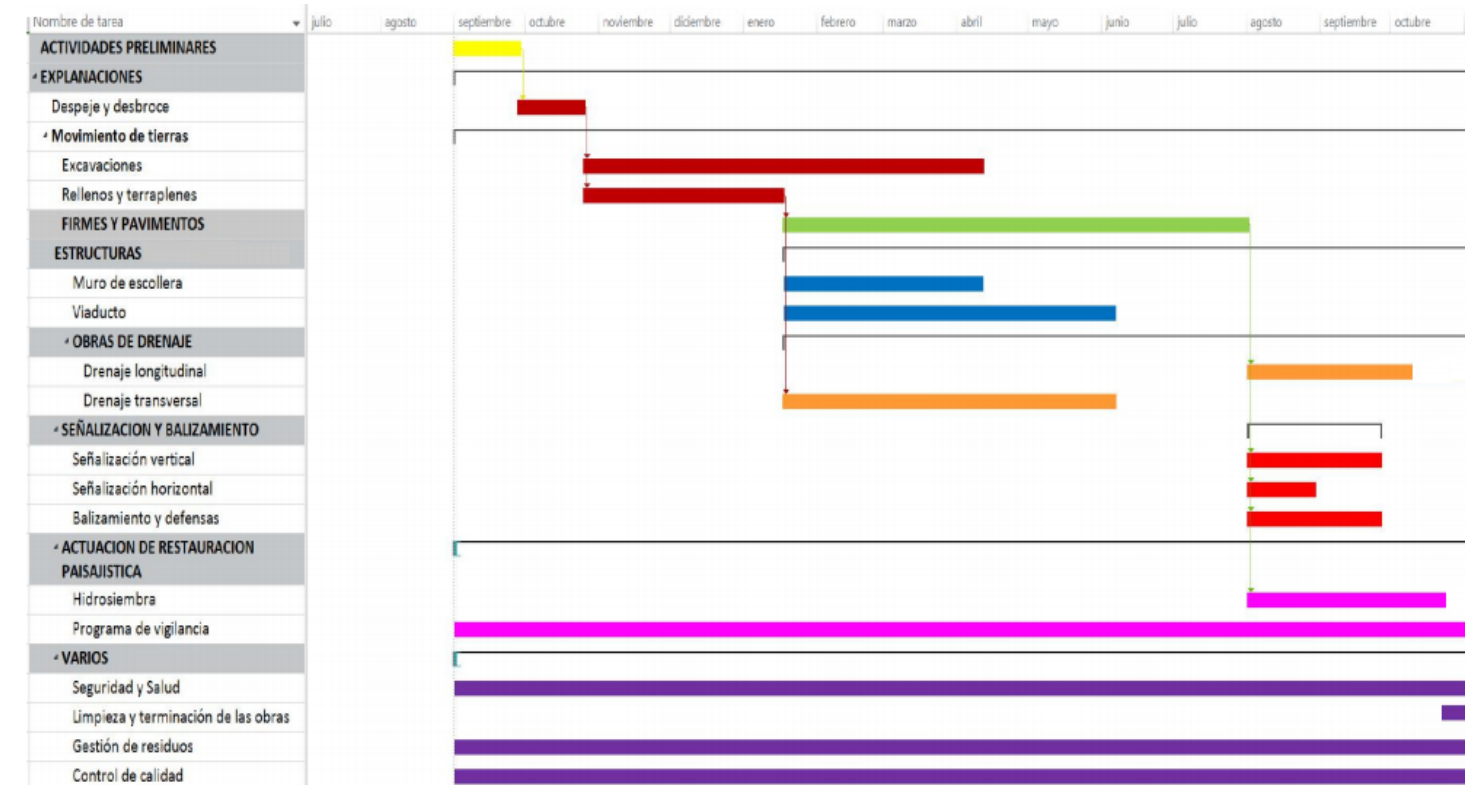 Nombre de tarea julio agosto septiembre octubre noviembre diciembre enero febrero marzo abril mayo junio julio agosto septiembre octubre
ACTIVIDADES PRELIMINARES
EXPLANACIONES
Despeje y desbroce
Movimiento de tierras
Excavaciones
Rellenos y terraplenes
FIRMES Y PAVIMENTOS
ESTRUCTURAS
Muro de escollera
Viaducto
OBRAS DE DRENAJE
Drenaje longitudinal
Drenaje transversal
SEÑALIZACION Y BALIZAMIENTO
Señalización vertical
Señalización horizontal
Balizamiento y defensas
ACTUACION DE RESTAURACION
PAISAJISTICA
Hidrosiembra
Programa de vigilancia
VARIOS
Seguridad y Salud
Limpieza y terminación de las obras
Gestión de residuos
Control de calidad